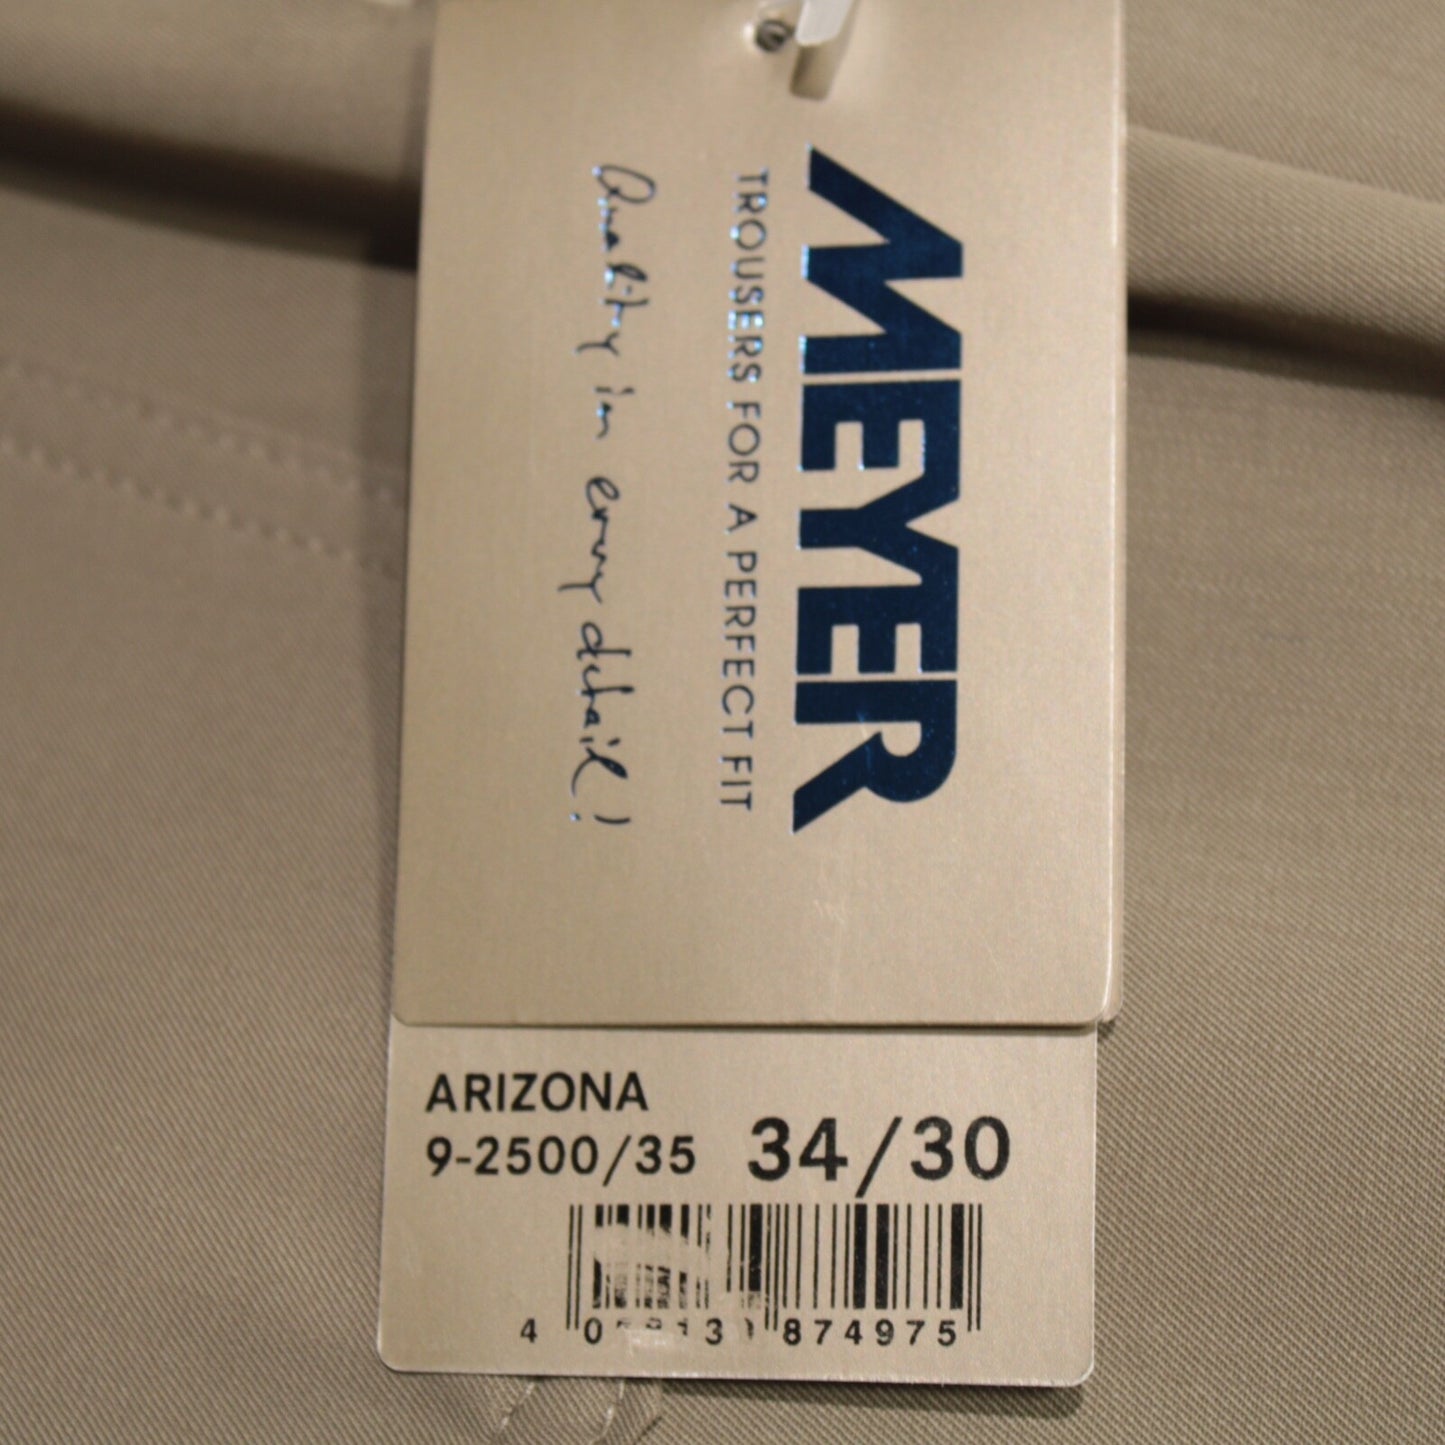 MEYER
TROUSERS FOR A PERFECT FIT
Quality in every detail!
ARIZONA
9-2500/35 34/30
874975